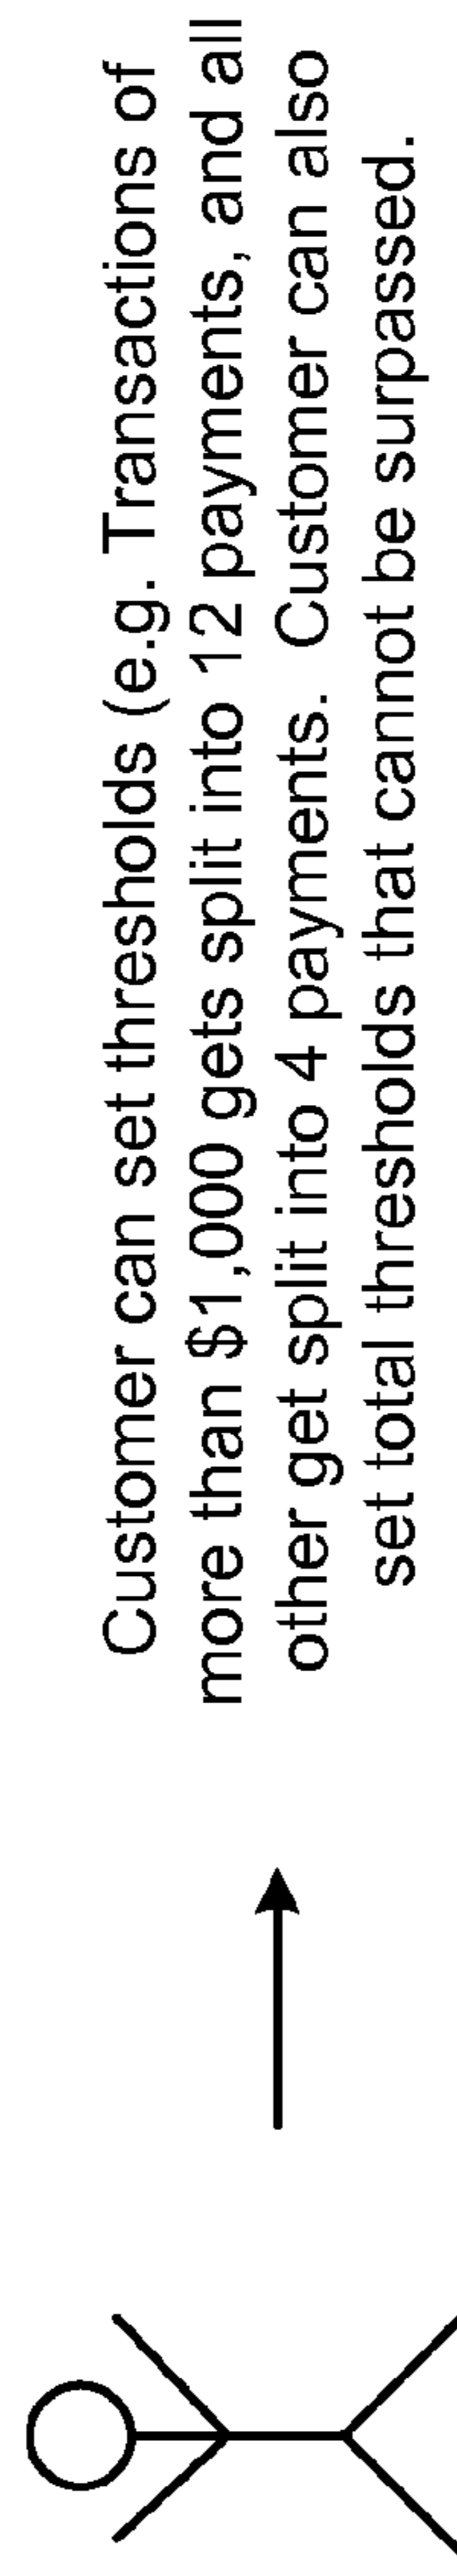 Customer can set thresholds (e.g. Transactions of
more than $1,000 gets split into 12 payments, and all
other get split into 4 payments. Customer can also
set total thresholds that cannot be surpassed.